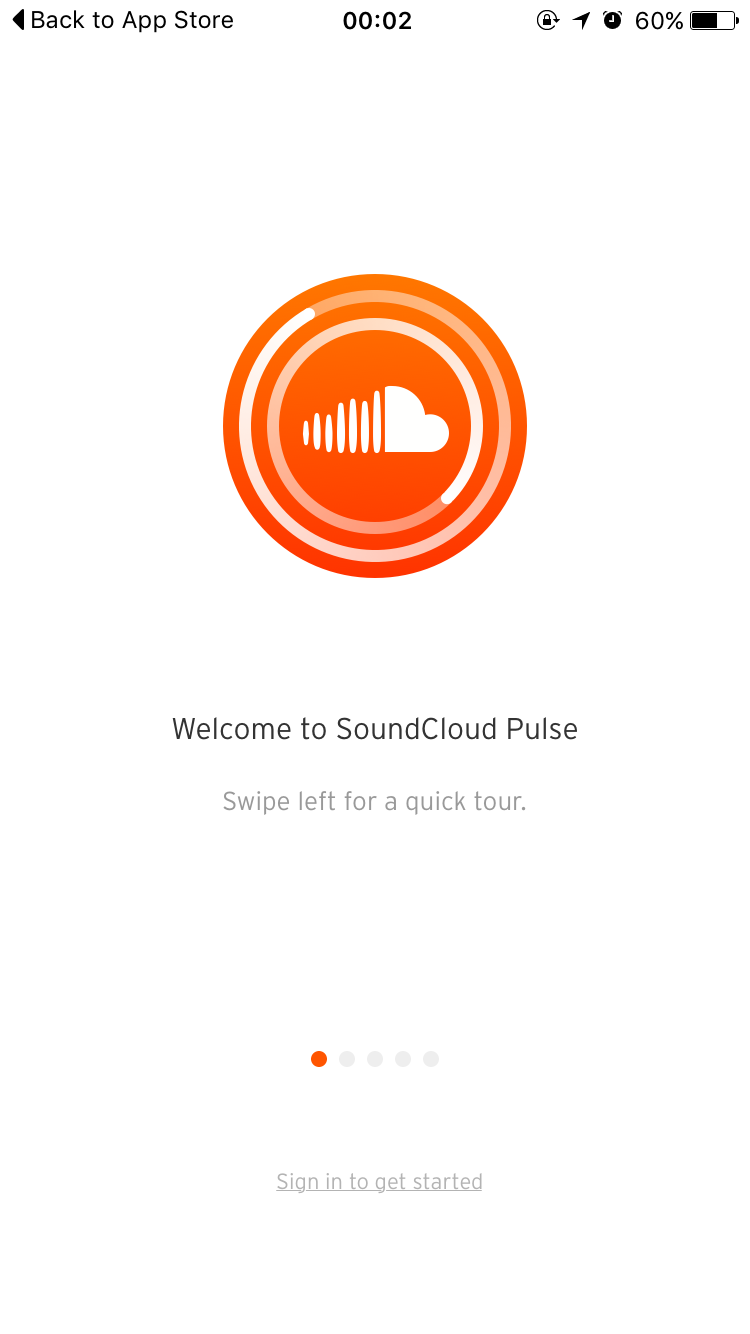 Back to App Store 00:02 60%
Welcome to SoundCloud Pulse
Swipe left for a quick tour.
Sign in to get started